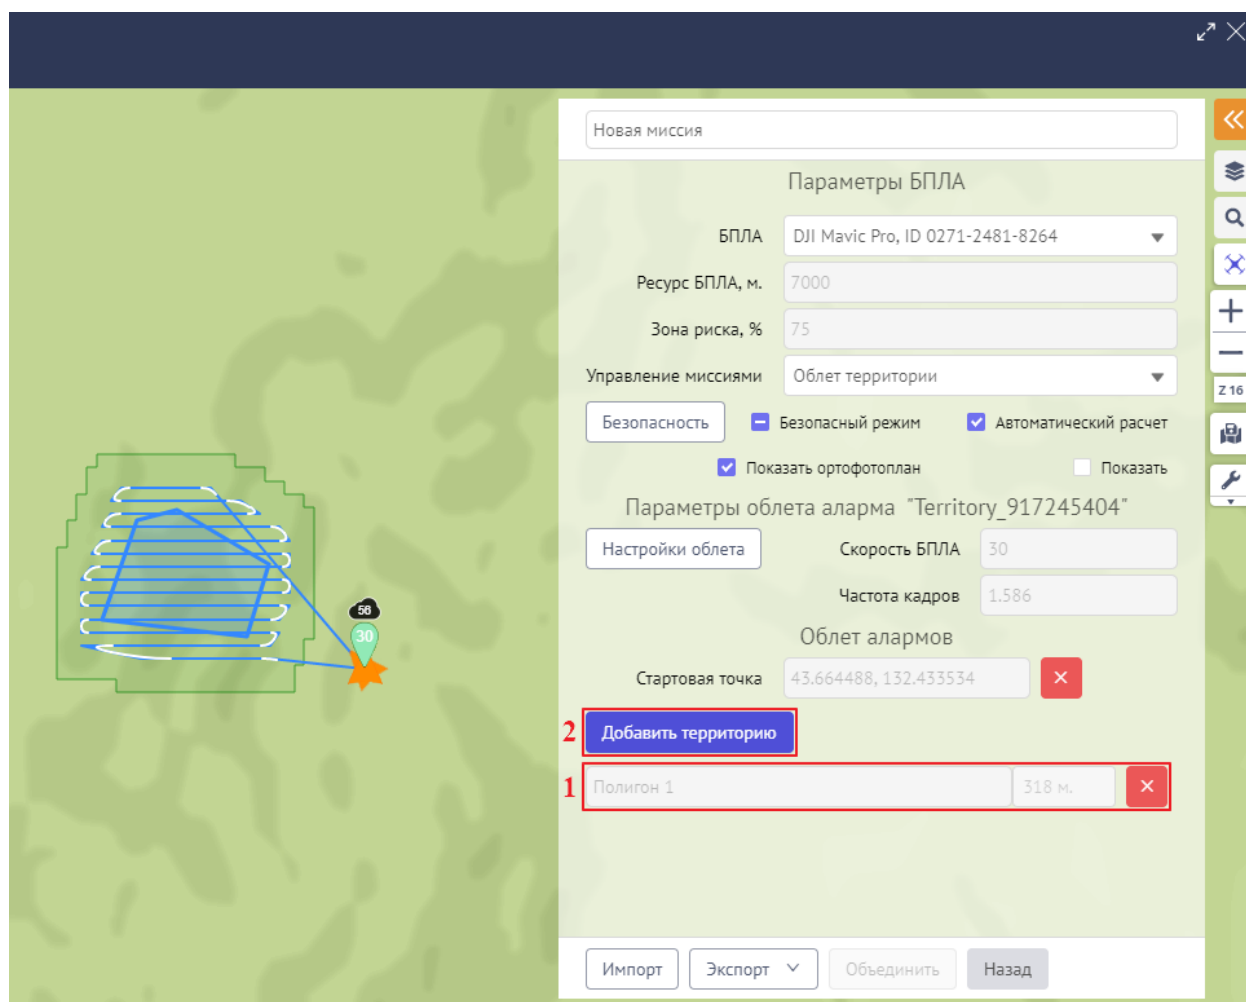 Новая миссия
Параметры БПЛА
БПЛА DJI Mavic Pro, ID 0271-2481-8264
Ресурс БПЛА, м. 7000
Зона риска, % 75
Управление миссиями Облет территории
Безопасность Безопасный режим Автоматический расчет
Показать ортофотоплан Показать
Параметры облета аларма "Territory_917245404"
Настройки облета Скорость БПЛА 30
Частота кадров 1.586
Облет алармов
Стартовая точка 43.664488, 132.433534
2 Добавить территорию
1 Полигон 1 318 м.
Импорт Экспорт Объединить Назад
Z 16
56
30